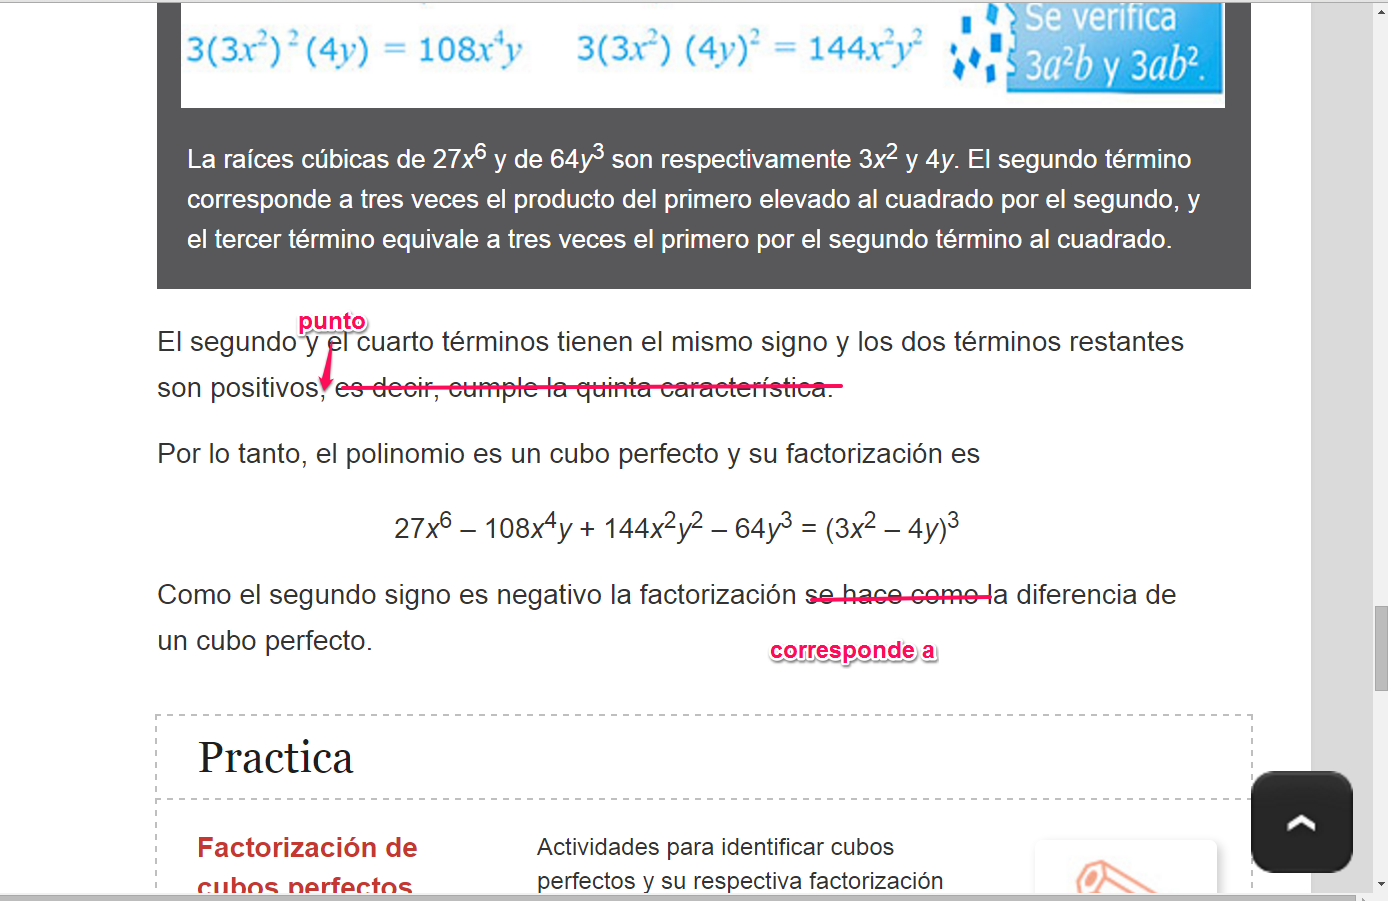 3(3x²)²(4y) = 108x⁴y 3(3x²) (4y)² = 144x²y²
Se verifica
3a²b y 3ab².
La raíces cúbicas de 27x⁶ y de 64y³ son respectivamente 3x² y 4y. El segundo término
corresponde a tres veces el producto del primero elevado al cuadrado por el segundo, y
el tercer término equivale a tres veces el primero por el segundo término al cuadrado.
punto
El segundo y el cuarto términos tienen el mismo signo y los dos términos restantes
son positivos, es decir, cumple la quinta característica.
Por lo tanto, el polinomio es un cubo perfecto y su factorización es
27x⁶ – 108x⁴y + 144x²y² – 64y³ = (3x² – 4y)³
Como el segundo signo es negativo la factorización se hace como la diferencia de
un cubo perfecto.
corresponde a
Practica
Factorización de
cubos perfectos
Actividades para identificar cubos
perfectos y su respectiva factorización